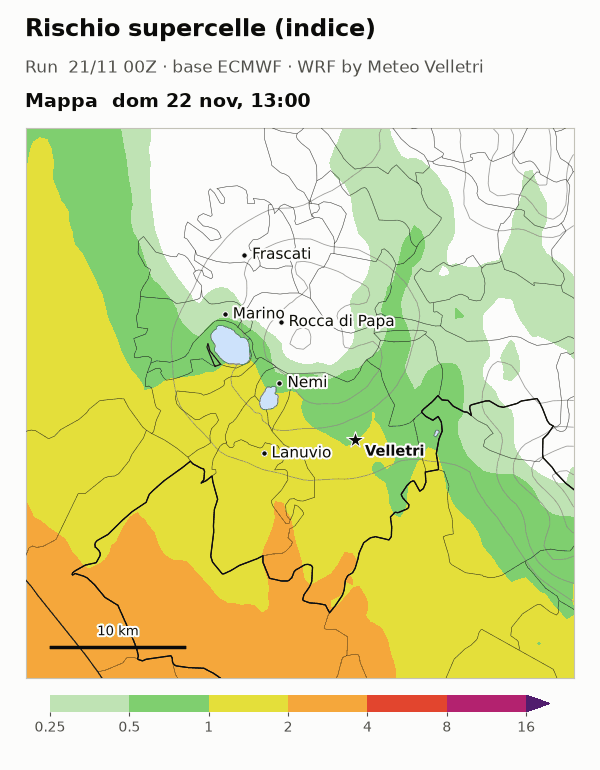 Rischio supercelle (indice)
Run  21/11 00Z · base ECMWF · WRF by Meteo Velletri
Mappa  dom 22 nov, 13:00
Frascati
Marino
Rocca di Papa
Nemi
Velletri
Lanuvio
10 km
0.25 0.5 1 2 4 8 16